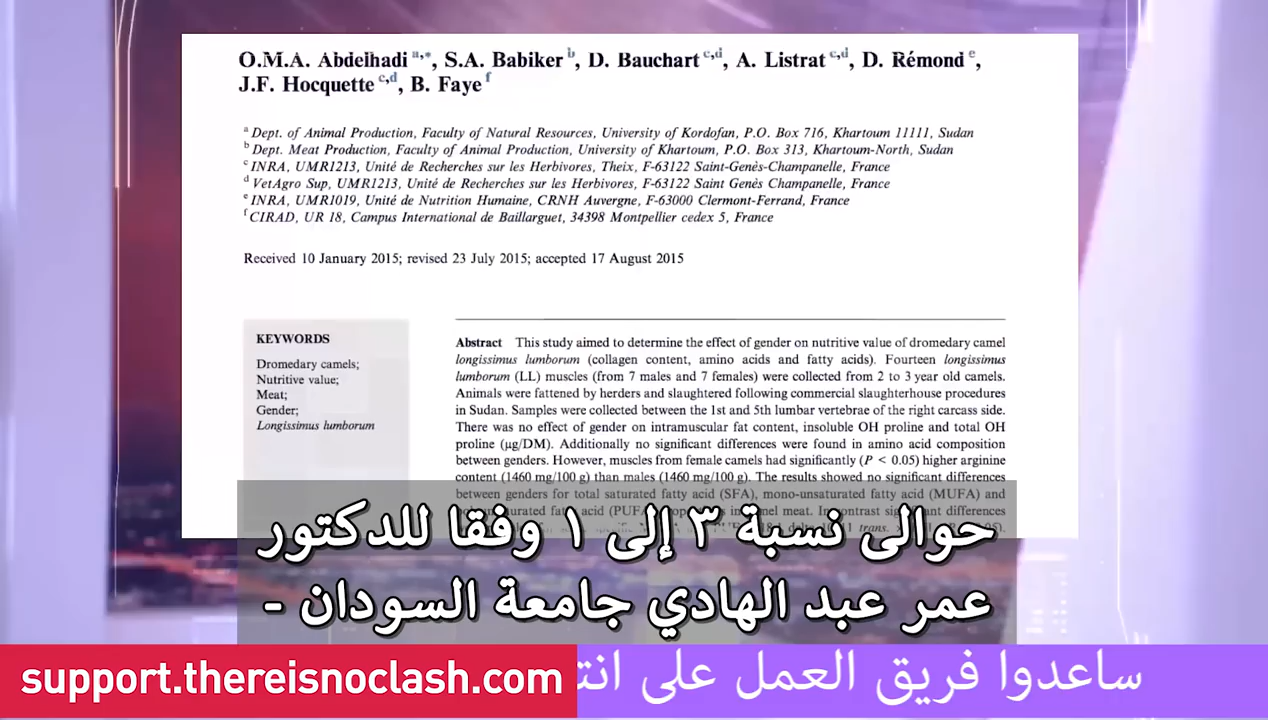 O.M.A. Abdelhadi a,*, S.A. Babiker b, D. Bauchart c,d, A. Listrat c,d, D. Rémond e,
J.F. Hocquette c,d, B. Faye f
a Dept. of Animal Production, Faculty of Natural Resources, University of Kordofan, P.O. Box 716, Khartoum 11111, Sudan
b Dept. Meat Production, Faculty of Animal Production, University of Khartoum, P.O. Box 313, Khartoum-North, Sudan
c INRA, UMR1213, Unité de Recherches sur les Herbivores, Theix, F-63122 Saint-Genès-Champanelle, France
d VetAgro Sup, UMR1213, Unité de Recherches sur les Herbivores, F-63122 Saint Genès Champanelle, France
e INRA, UMR1019, Unité de Nutrition Humaine, CRNH Auvergne, F-63000 Clermont-Ferrand, France
f CIRAD, UR 18, Campus International de Baillarguet, 34398 Montpellier cedex 5, France
Received 10 January 2015; revised 23 July 2015; accepted 17 August 2015
KEYWORDS
Dromedary camels;
Nutritive value;
Meat;
Gender;
Longissimus lumborum
Abstract This study aimed to determine the effect of gender on nutritive value of dromedary camel
longissimus lumborum (collagen content, amino acids and fatty acids). Fourteen longissimus
lumborum (LL) muscles (from 7 males and 7 females) were collected from 2 to 3 year old camels.
Animals were fattened by herders and slaughtered following commercial slaughterhouse procedures
in Sudan. Samples were collected between the 1st and 5th lumbar vertebrae of the right carcass side.
There was no effect of gender on intramuscular fat content, insoluble OH proline and total OH
proline (μg/DM). Additionally no significant differences were found in amino acid composition
between genders. However, muscles from female camels had significantly (P < 0.05) higher arginine
content (1460 mg/100 g) than males (1460 mg/100 g). The results showed no significant differences
between genders for total saturated fatty acid (SFA), mono-unsaturated fatty acid (MUFA) and
حوالى نسبة ٣ إلى ١ وفقا للدكتور
عمر عبد الهادي جامعة السودان -
support.thereisnoclash.com
ساعدوا فريق العمل على